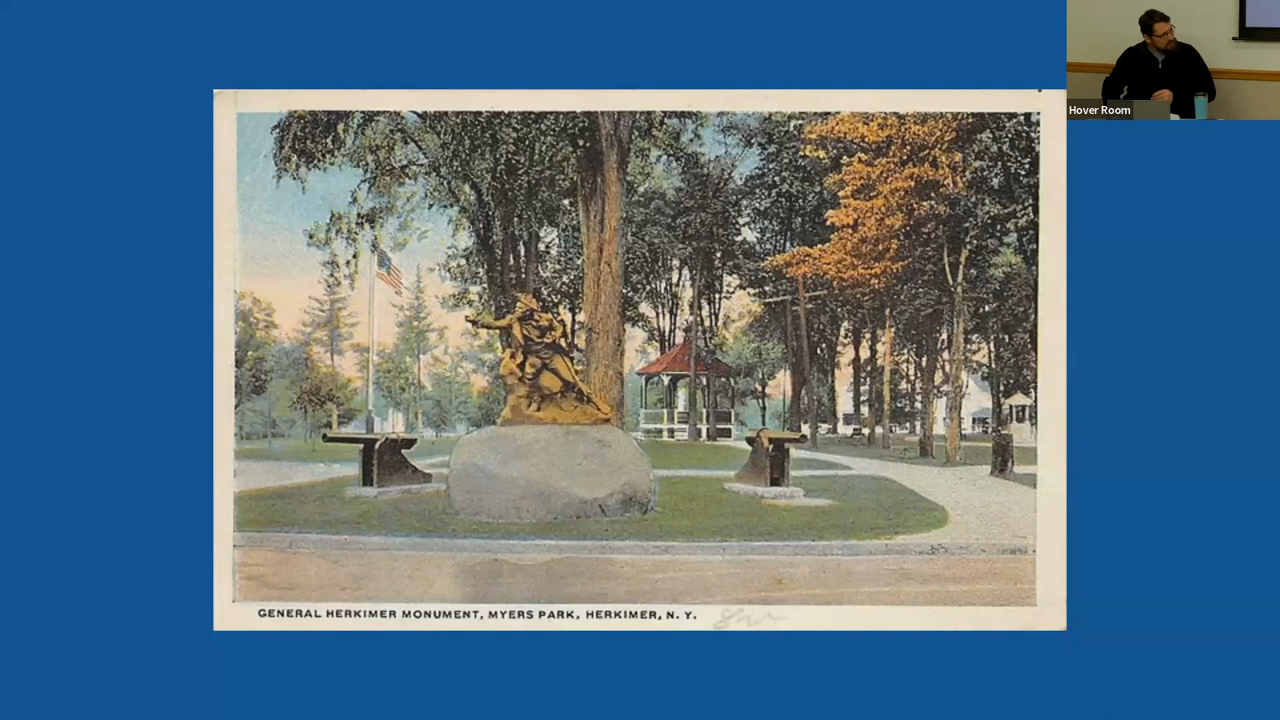 Hover Room
GENERAL HERKIMER MONUMENT, MYERS PARK, HERKIMER, N. Y.